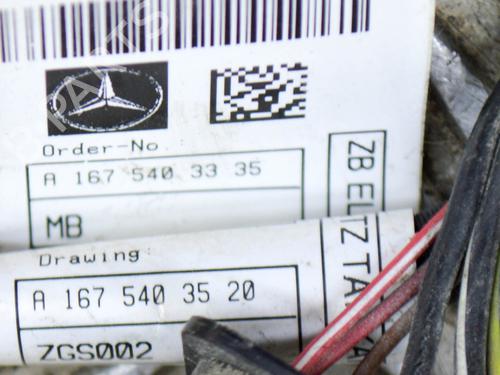 Order-No.
A 167 540 33 35
MB
Drawing:
A 167 540 35 20
ZGS002